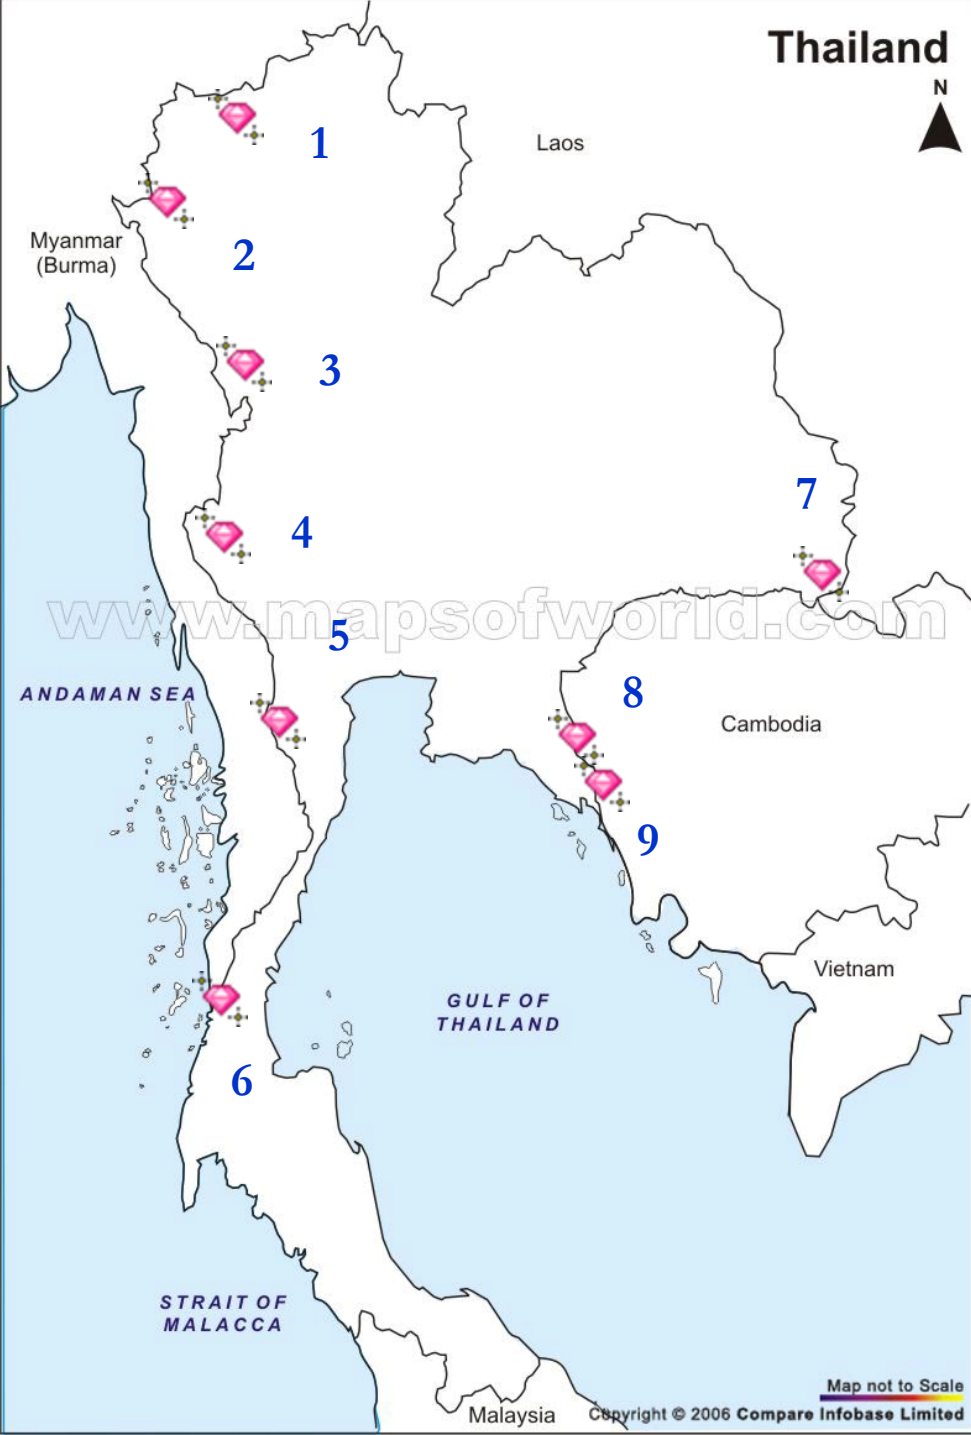 Thailand
N
1
Laos
2
Myanmar
(Burma)
3
7
4
www.mapsofworld.com
5
8
ANDAMAN SEA
Cambodia
9
Vietnam
GULF OF
THAILAND
6
STRAIT OF
MALACCA
Map not to Scale
Malaysia
Copyright © 2006 Compare Infobase Limited